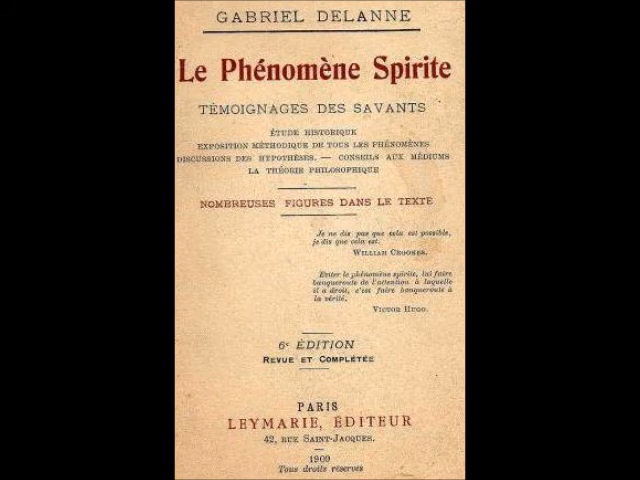 GABRIEL DELANNE
Le Phénomène Spirite
TÉMOIGNAGES DES SAVANTS
ÉTUDE HISTORIQUE
EXPOSITION MÉTHODIQUE DE TOUS LES PHÉNOMÈNES
DISCUSSIONS DES HYPOTHÈSES. — CONSEILS AUX MÉDIUMS
LA THÉORIE PHILOSOPHIQUE
NOMBREUSES FIGURES DANS LE TEXTE
Je ne dis pas que cela est possible,
je dis que cela est.
WILLIAM CROOKES.
Eviter le phénomène spirite, lui faire
banqueroute de l'attention à laquelle
il a droit, c'est faire banqueroute à
la vérité.
VICTOR HUGO.
6e ÉDITION
REVUE ET COMPLÉTÉE
PARIS
LEYMARIE, ÉDITEUR
42, RUE SAINT-JACQUES.
1909
Tous droits réservés